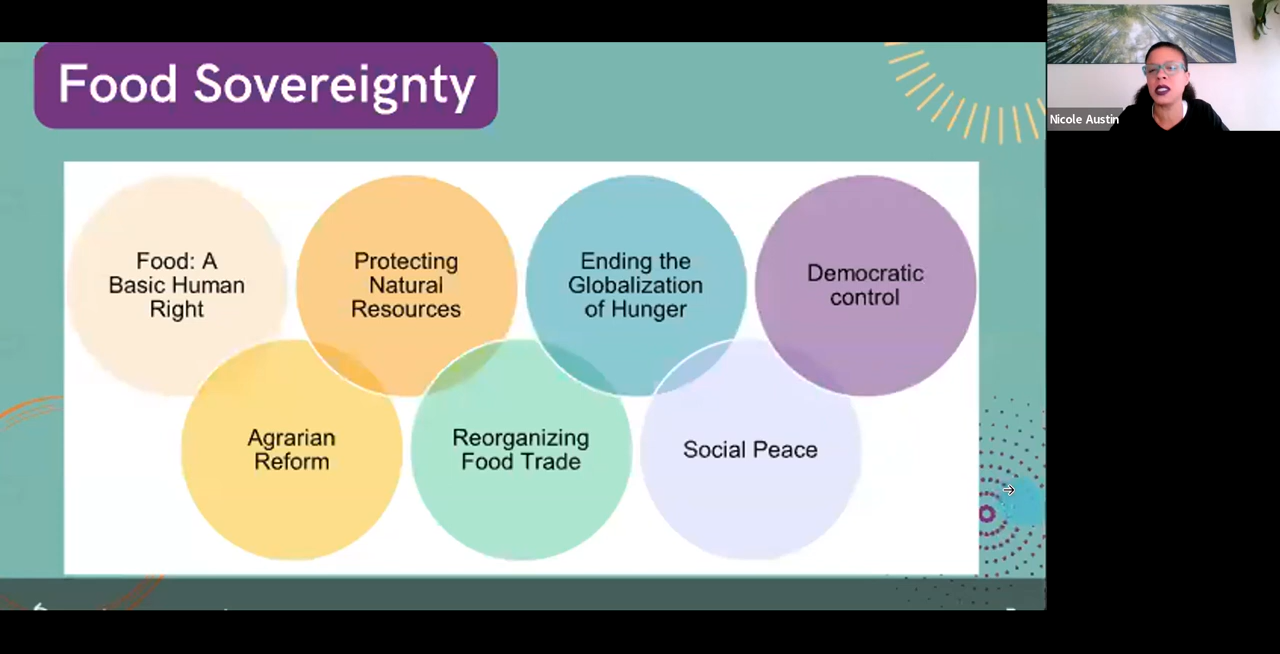 Food Sovereignty
Nicole Austin
Food: A
Basic Human
Right
Protecting
Natural
Resources
Ending the
Globalization
of Hunger
Democratic
control
Agrarian
Reform
Reorganizing
Food Trade
Social Peace